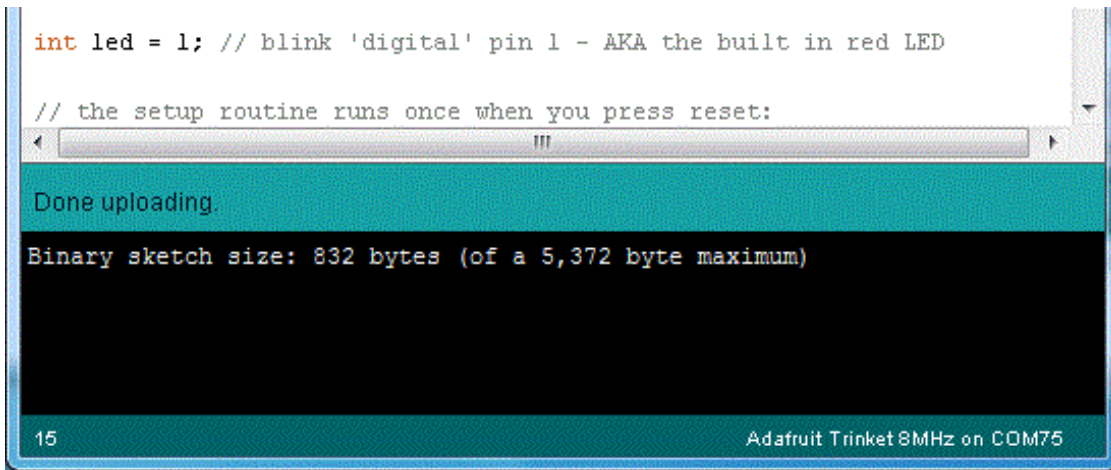 int led = 1; // blink 'digital' pin 1 - AKA the built in red LED
// the setup routine runs once when you press reset:
Done uploading.
Binary sketch size: 832 bytes (of a 5,372 byte maximum)
15 Adafruit Trinket 8MHz on COM75